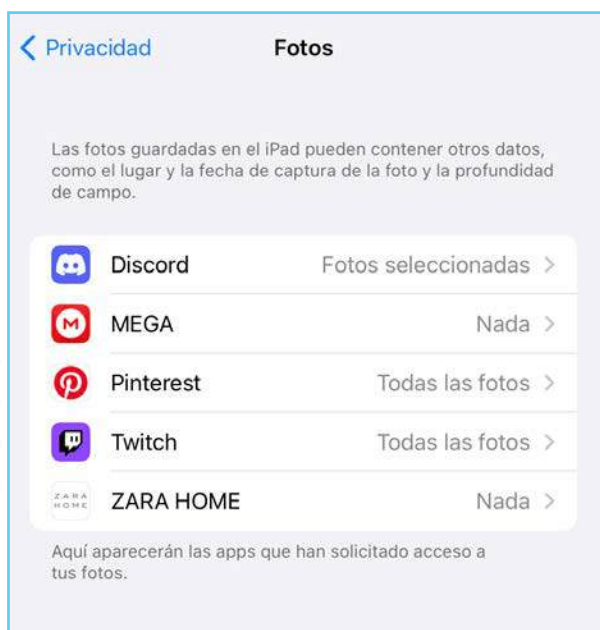 Privacidad
Fotos
Las fotos guardadas en el iPad pueden contener otros datos,
como el lugar y la fecha de captura de la foto y la profundidad
de campo.
Discord Fotos seleccionadas
MEGA Nada
Pinterest Todas las fotos
Twitch Todas las fotos
ZARA HOME ZARA HOME Nada
Aquí aparecerán las apps que han solicitado acceso a
tus fotos.